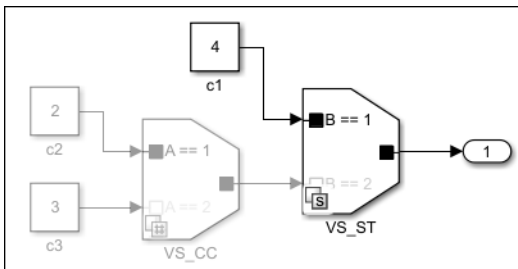 4
c1
2
c2
3
c3
A == 1
A == 2
#
VS_CC
B == 1
B == 2
S
VS_ST
1